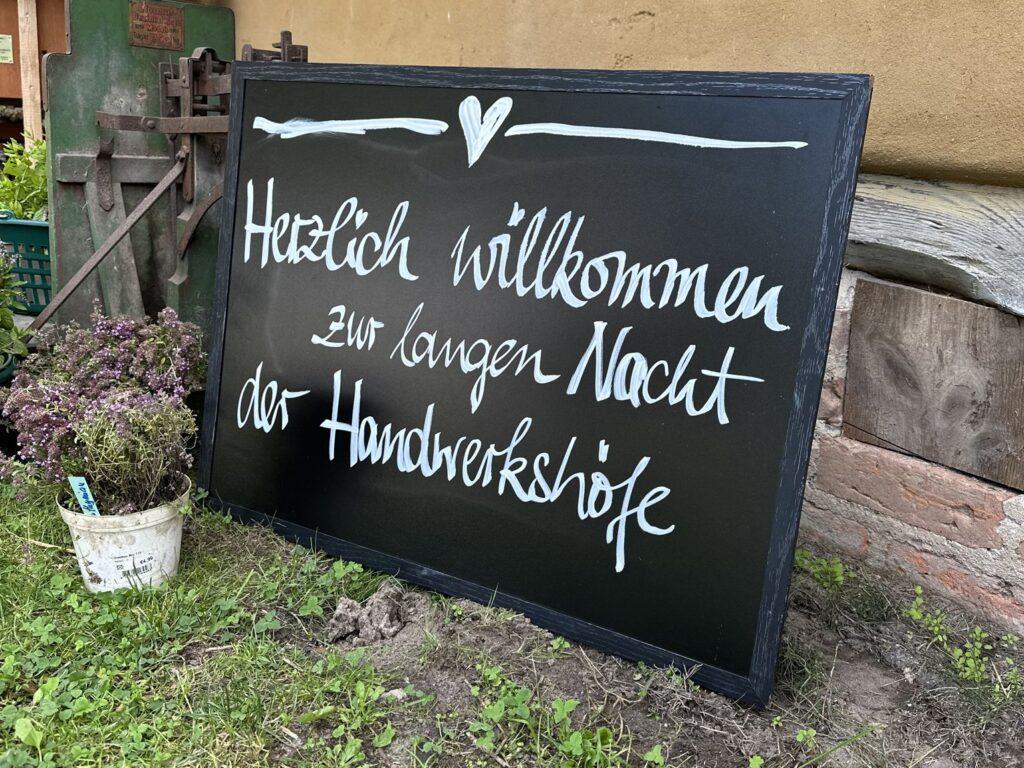 Herzlich willkommen
zur langen Nacht
der Handwerkshöfe